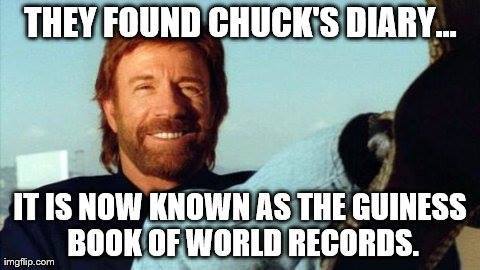 THEY FOUND CHUCK'S DIARY...
IT IS NOW KNOWN AS THE GUINESS
BOOK OF WORLD RECORDS.
imgflip.com